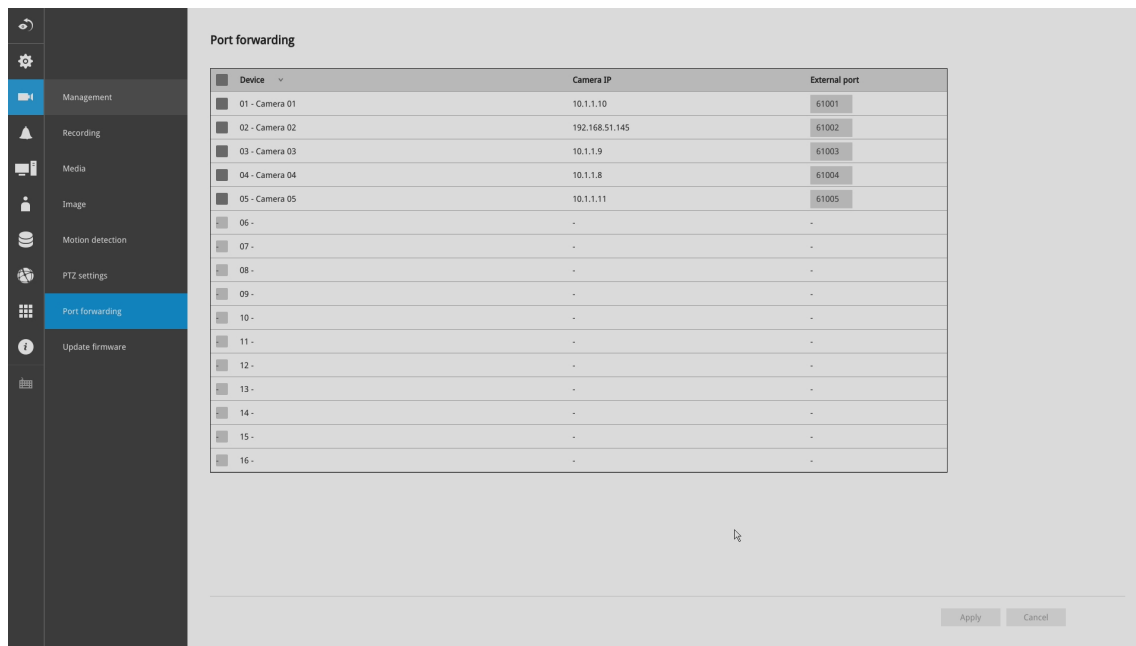 Port forwarding
Device Camera IP External port
01 - Camera 01 10.1.1.10 61001
02 - Camera 02 192.168.51.145 61002
03 - Camera 03 10.1.1.9 61003
04 - Camera 04 10.1.1.8 61004
05 - Camera 05 10.1.1.11 61005
- 06 - - -
- 07 - - -
- 08 - - -
- 09 - - -
- 10 - - -
- 11 - - -
- 12 - - -
- 13 - - -
- 14 - - -
- 15 - - -
- 16 - - -
Management
Recording
Media
Image
Motion detection
PTZ settings
Port forwarding
Update firmware
Apply Cancel